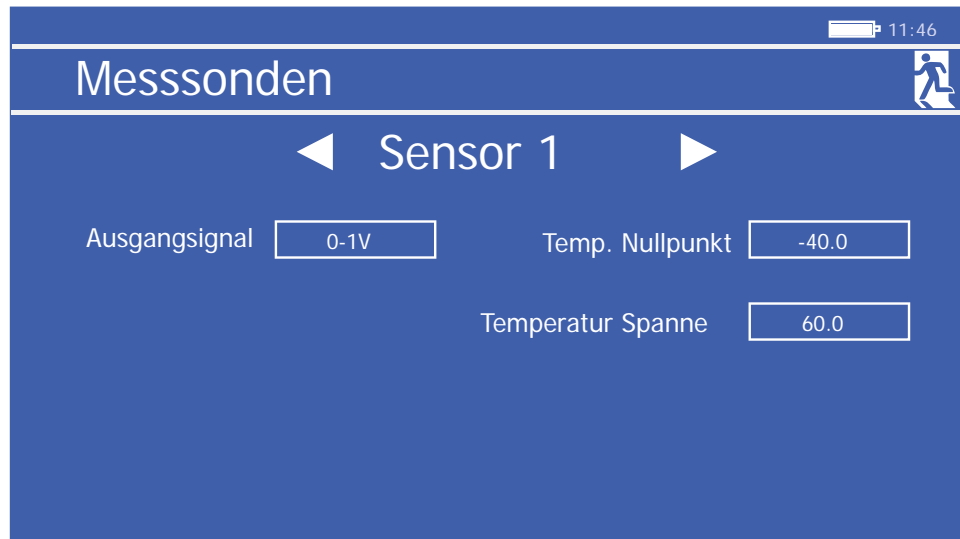 11:46
Messsonden
Sensor 1
Ausgangsignal 0-1V Temp. Nullpunkt -40.0
Temperatur Spanne 60.0